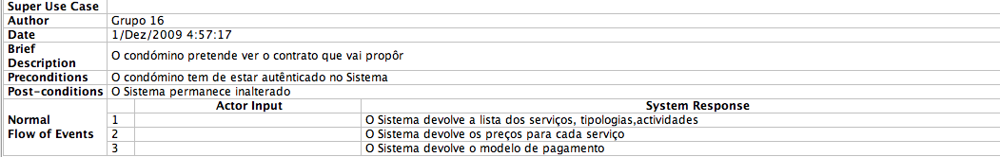 Super Use Case
Author Grupo 16
Date 1/Dez/2009 4:57:17
Brief Description O condómino pretende ver o contrato que vai propôr
Preconditions O condómino tem de estar autênticado no Sistema
Post-conditions O Sistema permanece inalterado
Actor Input System Response
Normal Flow of Events
1 O Sistema devolve a lista dos serviços, tipologias,actividades
2 O Sistema devolve os preços para cada serviço
3 O Sistema devolve o modelo de pagamento